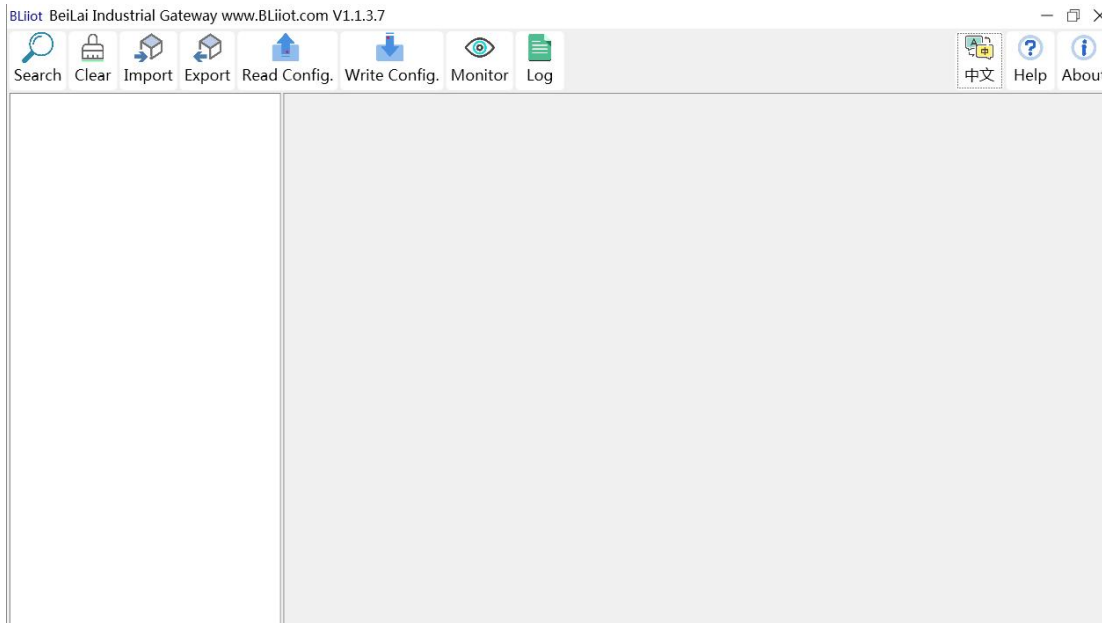 BLiiot BeiLai Industrial Gateway www.BLiiot.com V1.1.3.7
Search Clear Import Export Read Config. Write Config. Monitor Log 中文 Help About